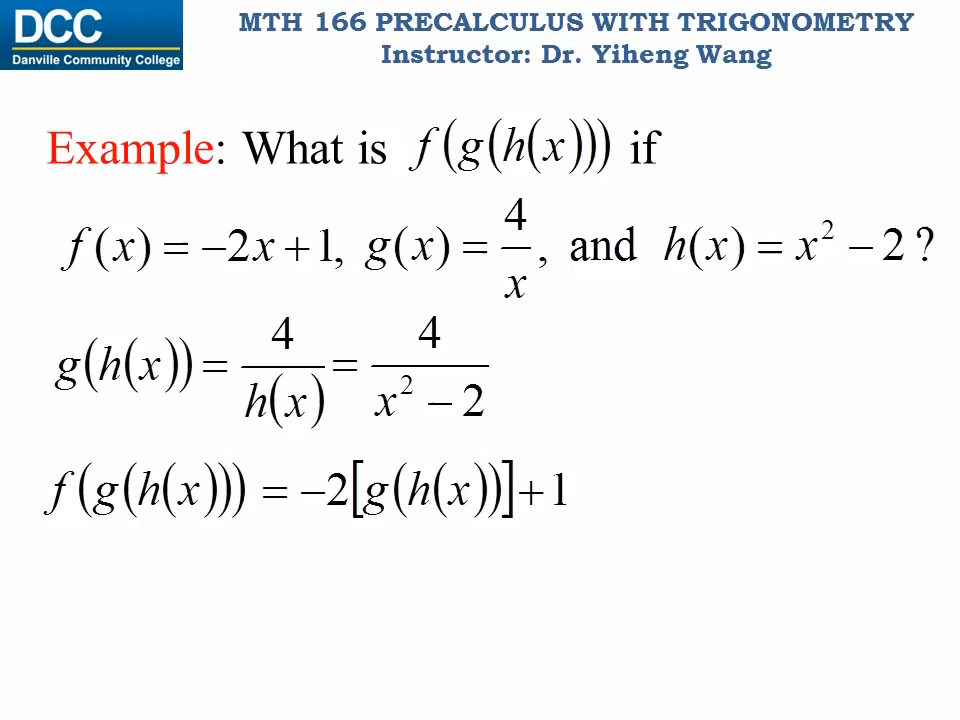 DCC
Danville Community College
MTH 166 PRECALCULUS WITH TRIGONOMETRY
Instructor: Dr. Yiheng Wang
Example: What is f(g(h(x))) if
f(x) = −2x + 1, g(x) = 4/x, and h(x) = x² − 2 ?
g(h(x)) = 4/h(x) = 4/(x² − 2)
f(g(h(x))) = −2[g(h(x))] + 1